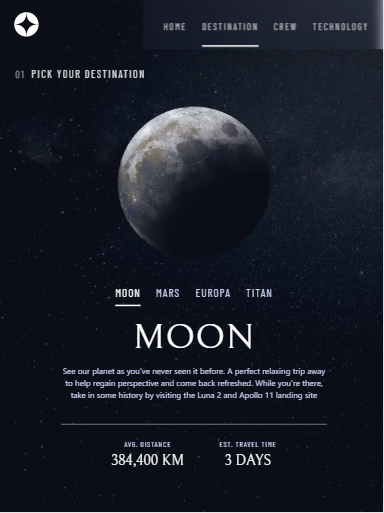 HOME DESTINATION CREW TECHNOLOGY
01 PICK YOUR DESTINATION
MOON MARS EUROPA TITAN
MOON
See our planet as you've never seen it before. A perfect relaxing trip away
to help regain perspective and come back refreshed. While you're there,
take in some history by visiting the Luna 2 and Apollo 11 landing site
AVG. DISTANCE EST. TRAVEL TIME
384,400 KM 3 DAYS